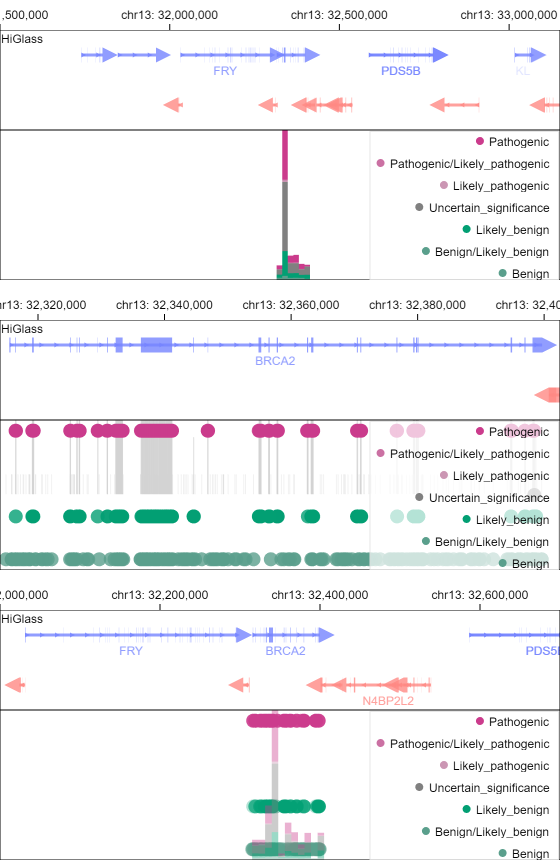 ,500,000 chr13: 32,000,000 chr13: 32,500,000 chr13: 33,000,000
HiGlass
FRY PDS5B KL
Pathogenic
Pathogenic/Likely_pathogenic
Likely_pathogenic
Uncertain_significance
Likely_benign
Benign/Likely_benign
Benign
nr13: 32,320,000 chr13: 32,340,000 chr13: 32,360,000 chr13: 32,380,000 chr13: 32,40
HiGlass
BRCA2
Pathogenic
Pathogenic/Likely_pathogenic
Likely_pathogenic
Uncertain_significance
Likely_benign
Benign/Likely_benign
Benign
2,000,000 chr13: 32,200,000 chr13: 32,400,000 chr13: 32,600,000
HiGlass
FRY BRCA2 PDS5
N4BP2L2
Pathogenic
Pathogenic/Likely_pathogenic
Likely_pathogenic
Uncertain_significance
Likely_benign
Benign/Likely_benign
Benign